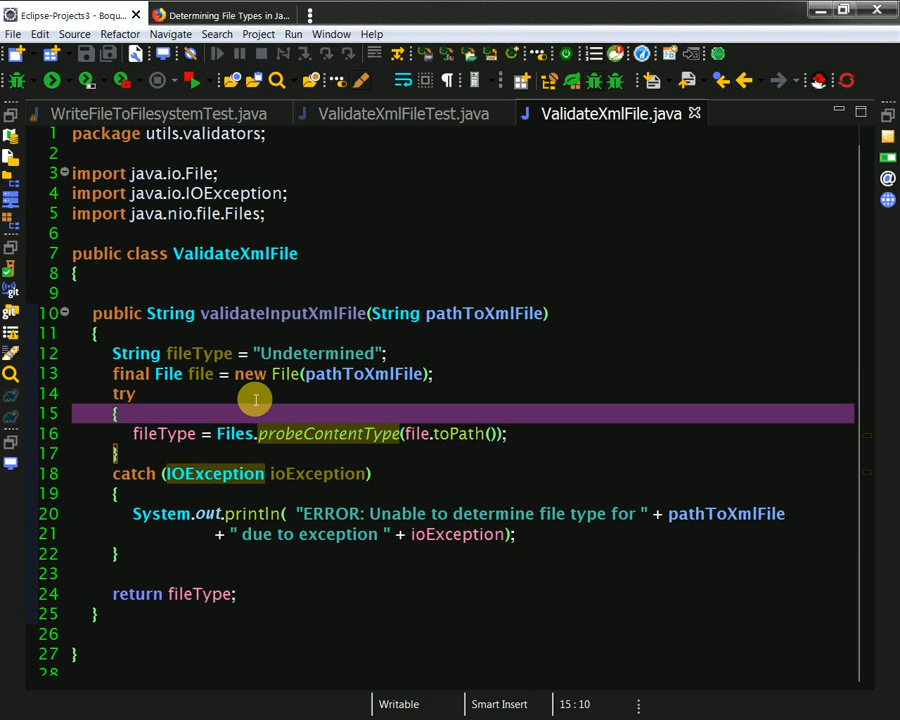 Eclipse-Projects3 - Boqu... Determining File Types in Ja...
File Edit Source Refactor Navigate Search Project Run Window Help
WriteFileToFilesystemTest.java ValidateXmlFileTest.java ValidateXmlFile.java
1 package utils.validators;
2
3 import java.io.File;
4 import java.io.IOException;
5 import java.nio.file.Files;
6
7 public class ValidateXmlFile
8 {
9
10 public String validateInputXmlFile(String pathToXmlFile)
11 {
12 String fileType = "Undetermined";
13 final File file = new File(pathToXmlFile);
14 try
15 {
16 fileType = Files.probeContentType(file.toPath());
17 }
18 catch (IOException ioException)
19 {
20 System.out.println( "ERROR: Unable to determine file type for " + pathToXmlFile
21 + " due to exception " + ioException);
22 }
23
24 return fileType;
25 }
26
27 }
28
Writable Smart Insert 15 : 10